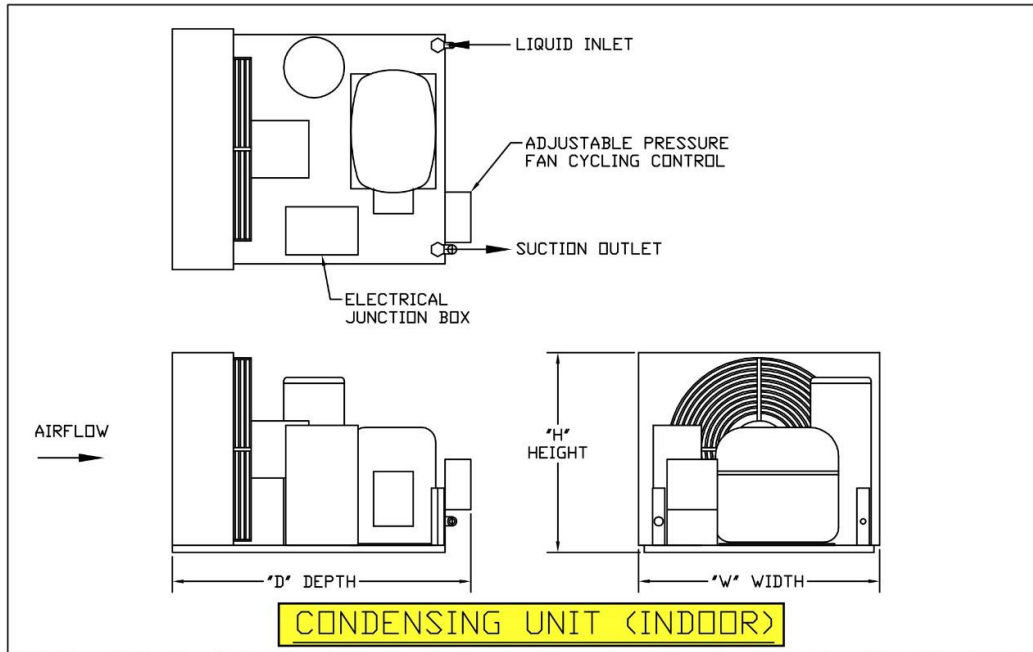 LIQUID INLET
ADJUSTABLE PRESSURE
FAN CYCLING CONTROL
SUCTION OUTLET
ELECTRICAL
JUNCTION BOX
AIRFLOW
"H"
HEIGHT
"D" DEPTH
"W" WIDTH
CONDENSING UNIT (INDOOR)